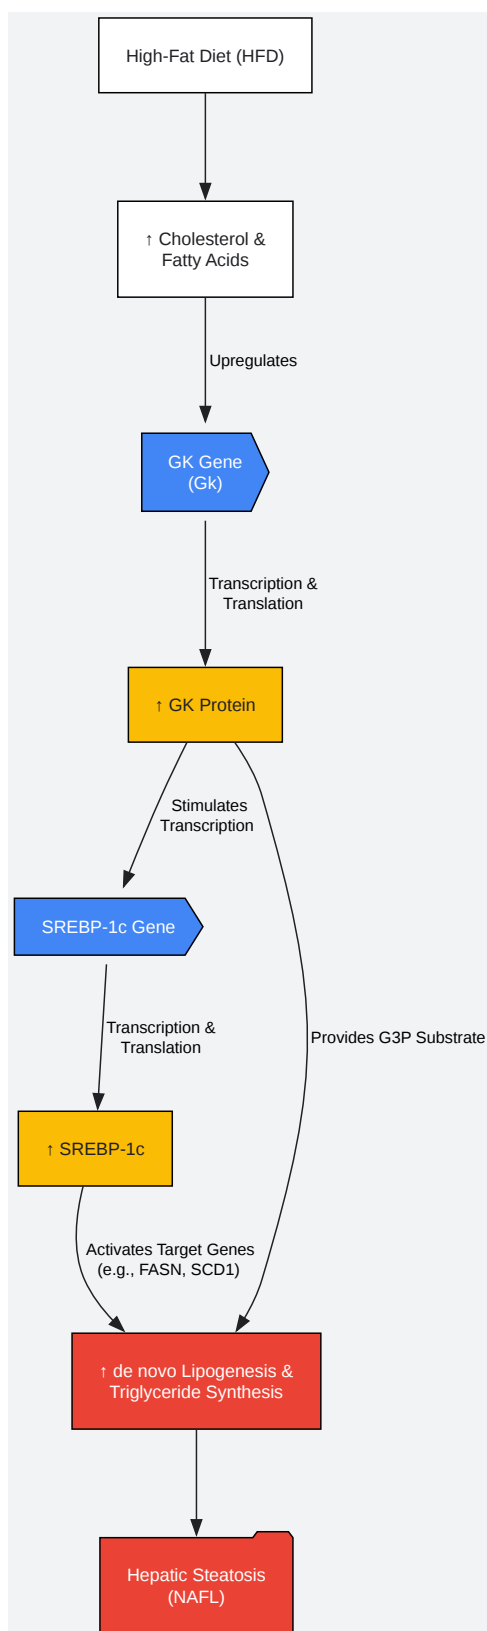 High-Fat Diet (HFD)
↑ Cholesterol &
Fatty Acids
Upregulates
GK Gene
(Gk)
Transcription &
Translation
↑ GK Protein
Stimulates
Transcription
SREBP-1c Gene
Transcription &
Translation
Provides G3P Substrate
↑ SREBP-1c
Activates Target Genes
(e.g., FASN, SCD1)
↑ de novo Lipogenesis &
Triglyceride Synthesis
Hepatic Steatosis
(NAFL)